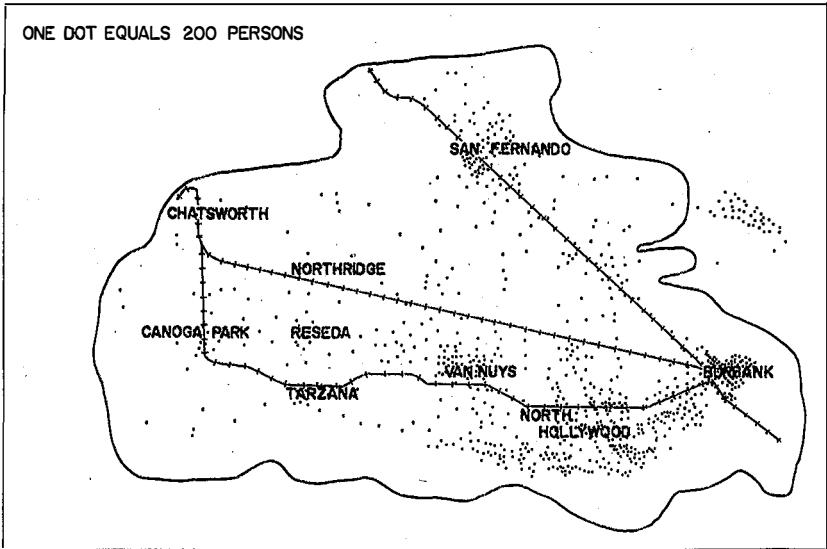 ONE DOT EQUALS 200 PERSONS
SAN FERNANDO
CHATSWORTH
NORTHRIDGE
CANOGA PARK
RESEDA
VAN NUYS
BURBANK
TARZANA
NORTH
HOLLYWOOD